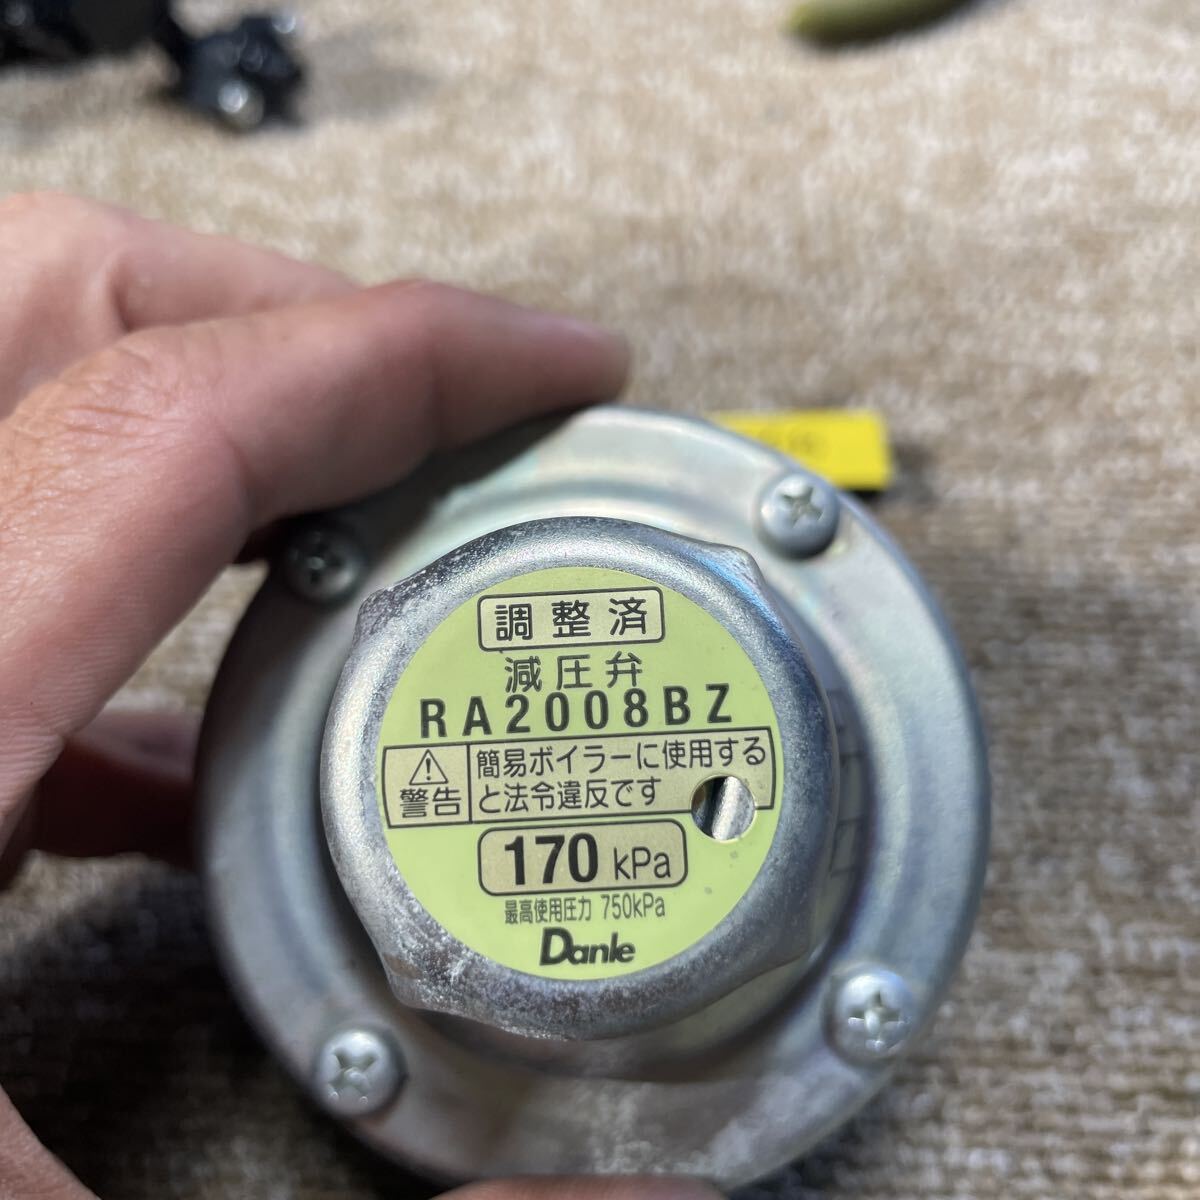 調整済
減圧弁
RA2008BZ
警告
簡易ボイラーに使用する
と法令違反です
170 kPa
最高使用圧力 750kPa
Danle